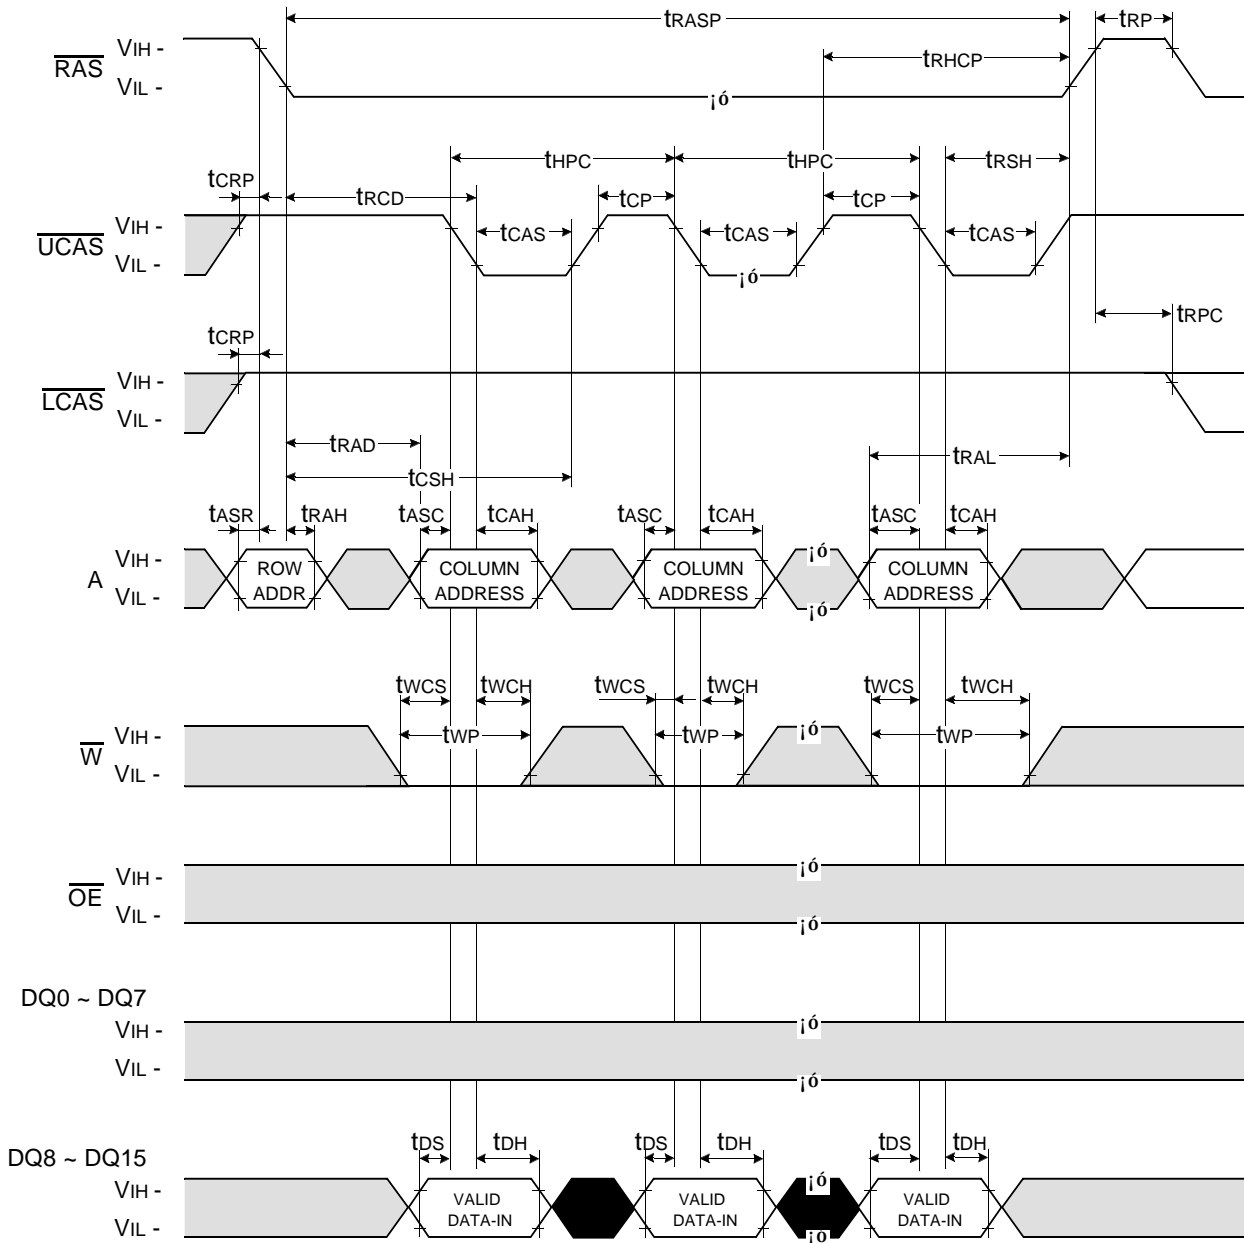 tRASP
tRP
RAS
VIH -
VIL -
tRHCP
¡ó
tHPC
tHPC
tRSH
tCRP
tRCD
tCP
tCP
UCAS
VIH -
VIL -
tCAS
tCAS
tCAS
¡ó
tRPC
tCRP
LCAS
VIH -
VIL -
tRAD
tCSH
tRAL
tASR
tRAH
tASC
tCAH
tASC
tCAH
tASC
tCAH
A
VIH -
VIL -
ROW
ADDR
COLUMN
ADDRESS
COLUMN
ADDRESS
¡ó
¡ó
COLUMN
ADDRESS
tWCS
tWCH
tWCS
tWCH
tWCS
tWCH
W
VIH -
VIL -
tWP
tWP
¡ó
tWP
OE
VIH -
VIL -
¡ó
¡ó
DQ0 ~ DQ7
VIH -
VIL -
¡ó
¡ó
tDS
tDH
tDS
tDH
tDS
tDH
DQ8 ~ DQ15
VIH -
VIL -
VALID
DATA-IN
VALID
DATA-IN
¡ó
¡ó
VALID
DATA-IN